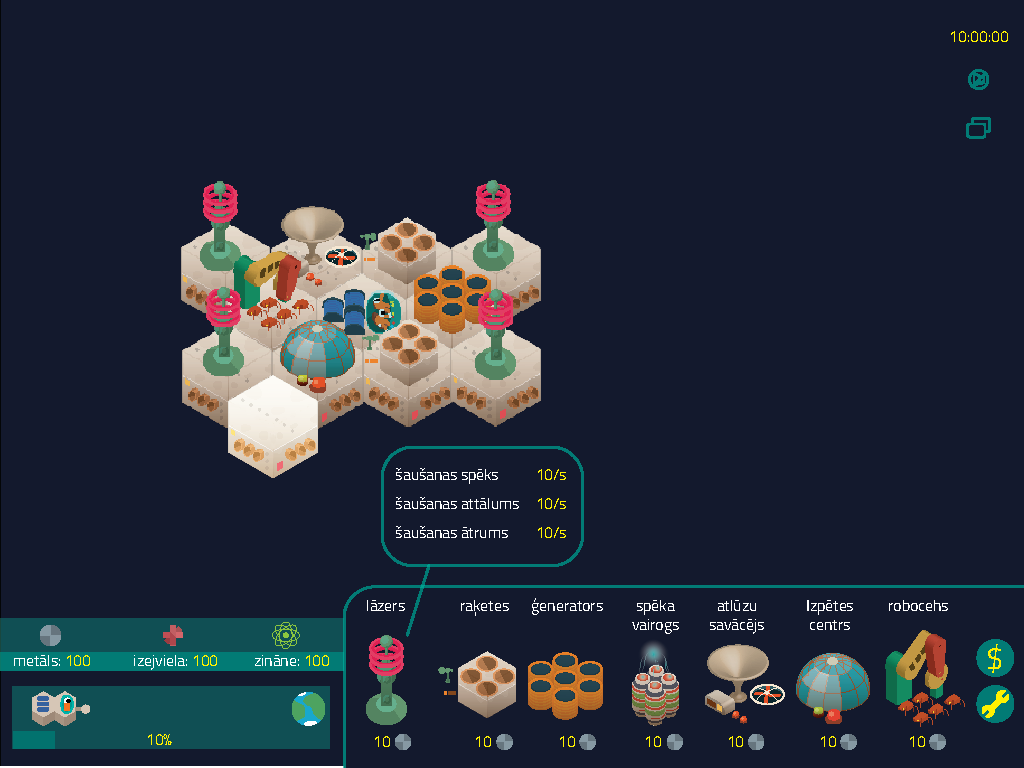 10:00:00
šaušanas spēks 10/s
šaušanas attālums 10/s
šaušanas ātrums 10/s
lāzers
raķetes
ģenerators
spēka
vairogs
atlūzu
savācējs
Izpētes
centrs
robocehs
metāls: 100
izejviela: 100
zināne: 100
10%
10
10
10
10
10
10
10
$